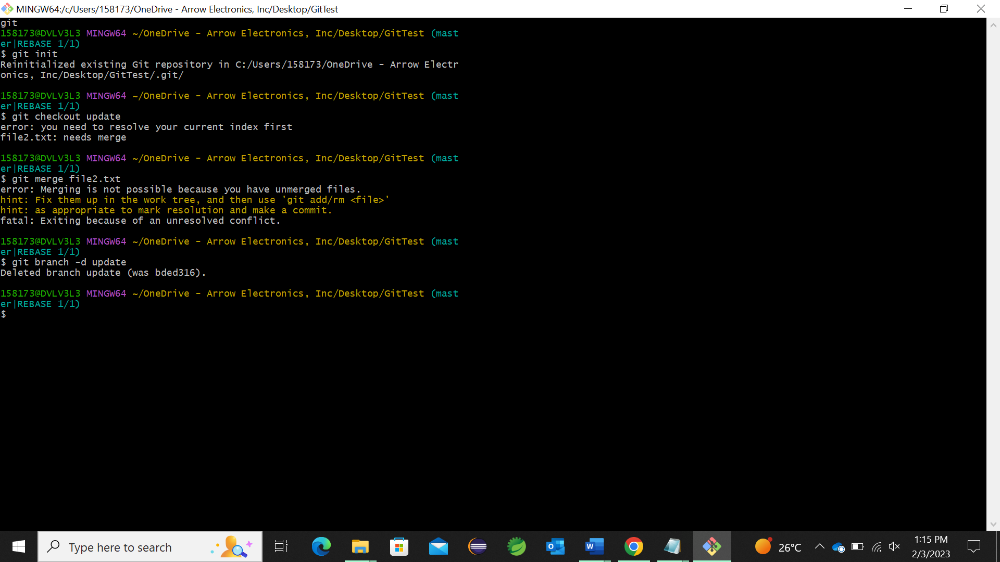 MINGW64:/c/Users/158173/OneDrive - Arrow Electronics, Inc/Desktop/GitTest
git
158173@DVLV3L3 MINGW64 ~/OneDrive - Arrow Electronics, Inc/Desktop/GitTest (mast
er|REBASE 1/1)
$ git init
Reinitialized existing Git repository in C:/Users/158173/OneDrive - Arrow Electr
onics, Inc/Desktop/GitTest/.git/
158173@DVLV3L3 MINGW64 ~/OneDrive - Arrow Electronics, Inc/Desktop/GitTest (mast
er|REBASE 1/1)
$ git checkout update
error: you need to resolve your current index first
file2.txt: needs merge
158173@DVLV3L3 MINGW64 ~/OneDrive - Arrow Electronics, Inc/Desktop/GitTest (mast
er|REBASE 1/1)
$ git merge file2.txt
error: Merging is not possible because you have unmerged files.
hint: Fix them up in the work tree, and then use 'git add/rm <file>'
hint: as appropriate to mark resolution and make a commit.
fatal: Exiting because of an unresolved conflict.
158173@DVLV3L3 MINGW64 ~/OneDrive - Arrow Electronics, Inc/Desktop/GitTest (mast
er|REBASE 1/1)
$ git branch -d update
Deleted branch update (was bded316).
158173@DVLV3L3 MINGW64 ~/OneDrive - Arrow Electronics, Inc/Desktop/GitTest (mast
er|REBASE 1/1)
$
Type here to search
26°C
1:15 PM
2/3/2023